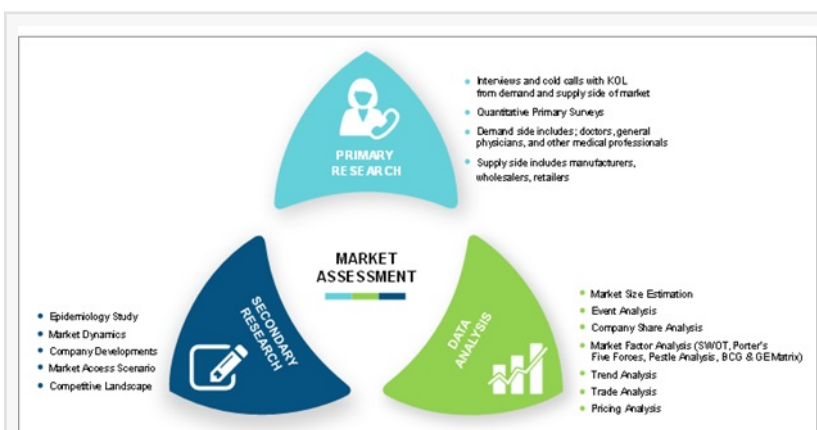 Interviews and cold calls with KOL
from demand and supply side of market
Quantitative Primary Surveys
Demand side includes; doctors, general
physicians, and other medical professionals
Supply side includes manufacturers,
wholesalers, retailers
PRIMARY
RESEARCH
MARKET
ASSESSMENT
SECONDARY
RESEARCH
Epidemiology Study
Market Dynamics
Company Developments
Market Access Scenario
Competitive Landscape
DATA
ANALYSIS
Market Size Estimation
Event Analysis
Company Share Analysis
Market Factor Analysis (SWOT, Porter's
Five Forces, Pestle Analysis, BCG & GE Matrix)
Trend Analysis
Trade Analysis
Pricing Analysis